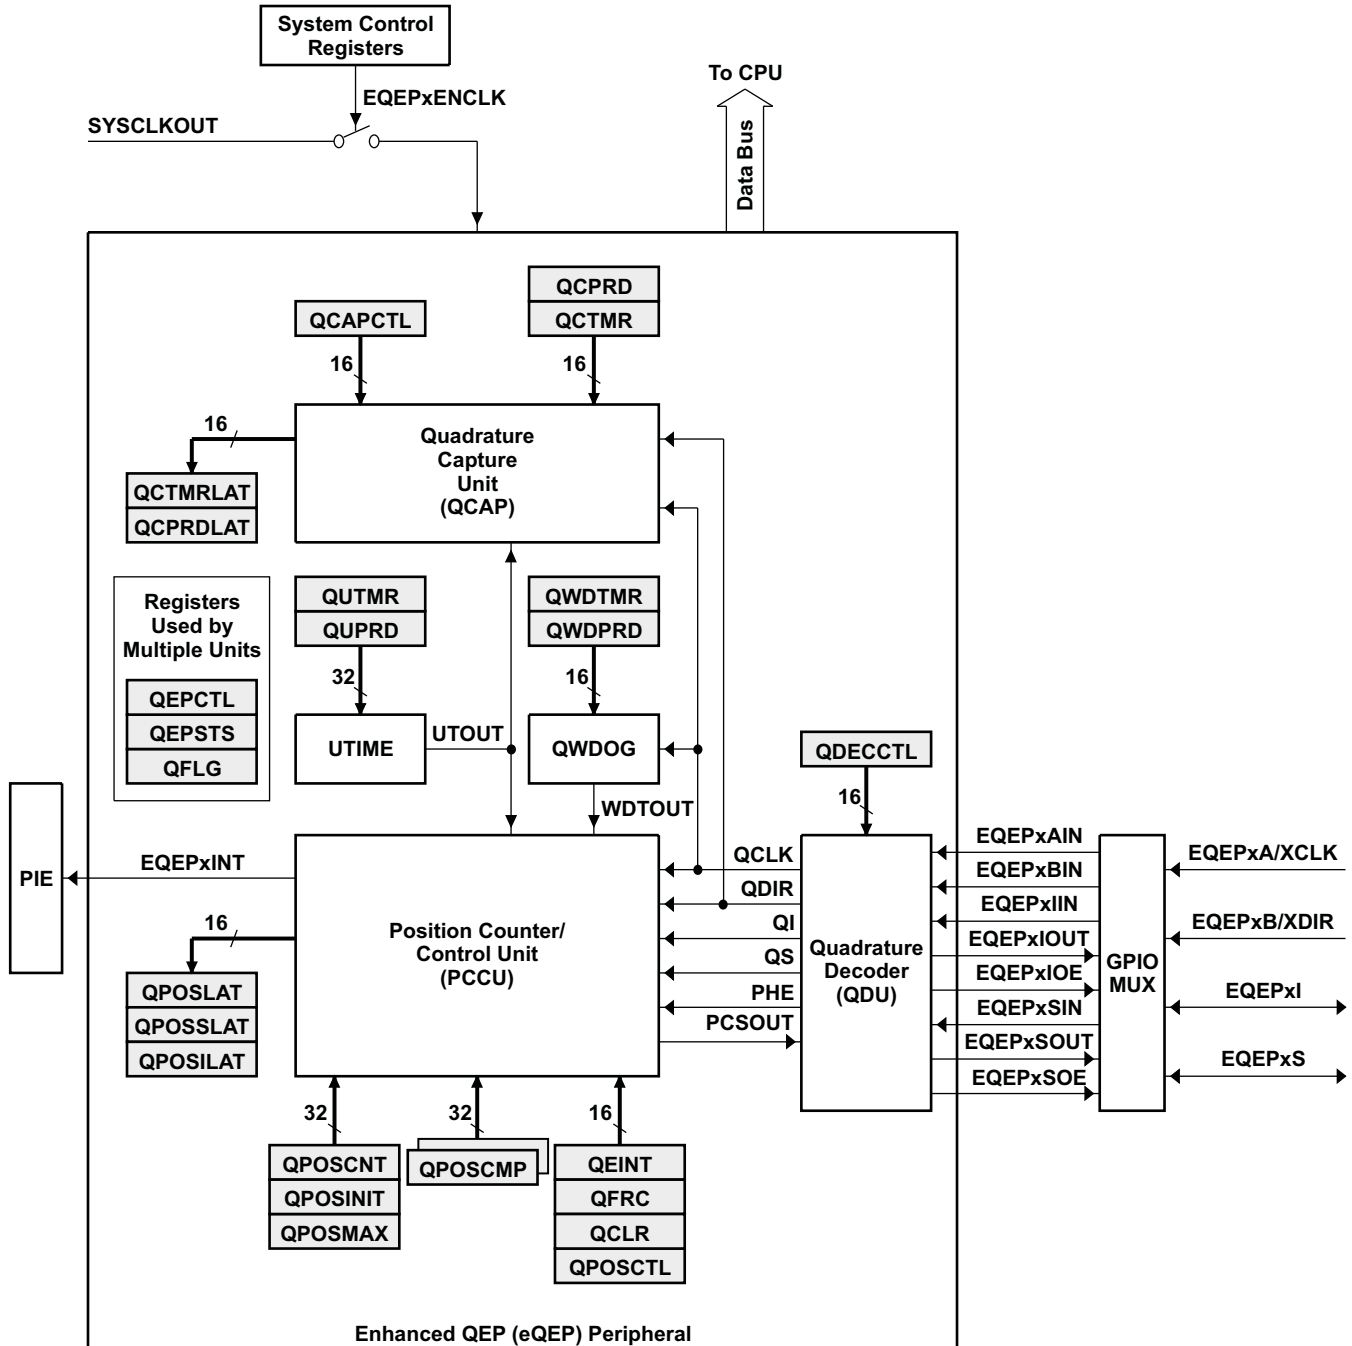 System Control
Registers
To CPU
EQEPxENCLK
SYSCLKOUT
Data Bus
QCPRD
QCAPCTL
QCTMR
16
16
16
Quadrature
Capture
Unit
(QCAP)
QCTMRLAT
QCPRDLAT
Registers
Used by
Multiple Units
QEPCTL
QEPSTS
QFLG
QUTMR
QUPRD
QWDTMR
QWDPRD
32
16
UTIME
UTOUT
QWDOG
QDECCTL
WDTOUT
16
PIE
EQEPxINT
16
Position Counter/
Control Unit
(PCCU)
QCLK
QDIR
QI
QS
PHE
PCSOUT
Quadrature
Decoder
(QDU)
EQEPxAIN
EQEPxBIN
EQEPxIIN
EQEPxIOUT
EQEPxIOE
EQEPxSIN
EQEPxSOUT
EQEPxSOE
GPIO
MUX
EQEPxA/XCLK
EQEPxB/XDIR
EQEPxI
EQEPxS
QPOSLAT
QPOSSLAT
QPOSILAT
32
32
16
QPOSCNT
QPOSINIT
QPOSMAX
QPOSCMP
QEINT
QFRC
QCLR
QPOSCTL
Enhanced QEP (eQEP) Peripheral